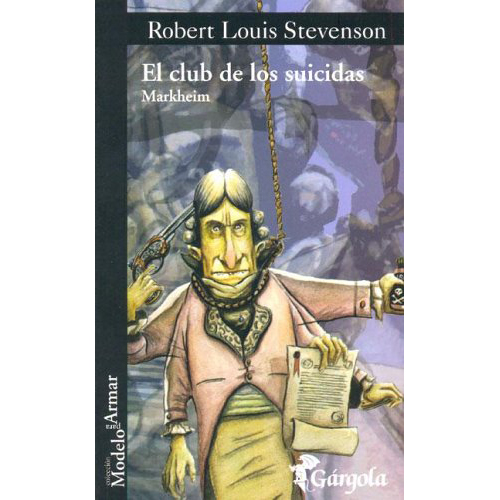 Robert Louis Stevenson
El club de los suicidas
Markheim
colección
Modelo para Armar
Gárgola